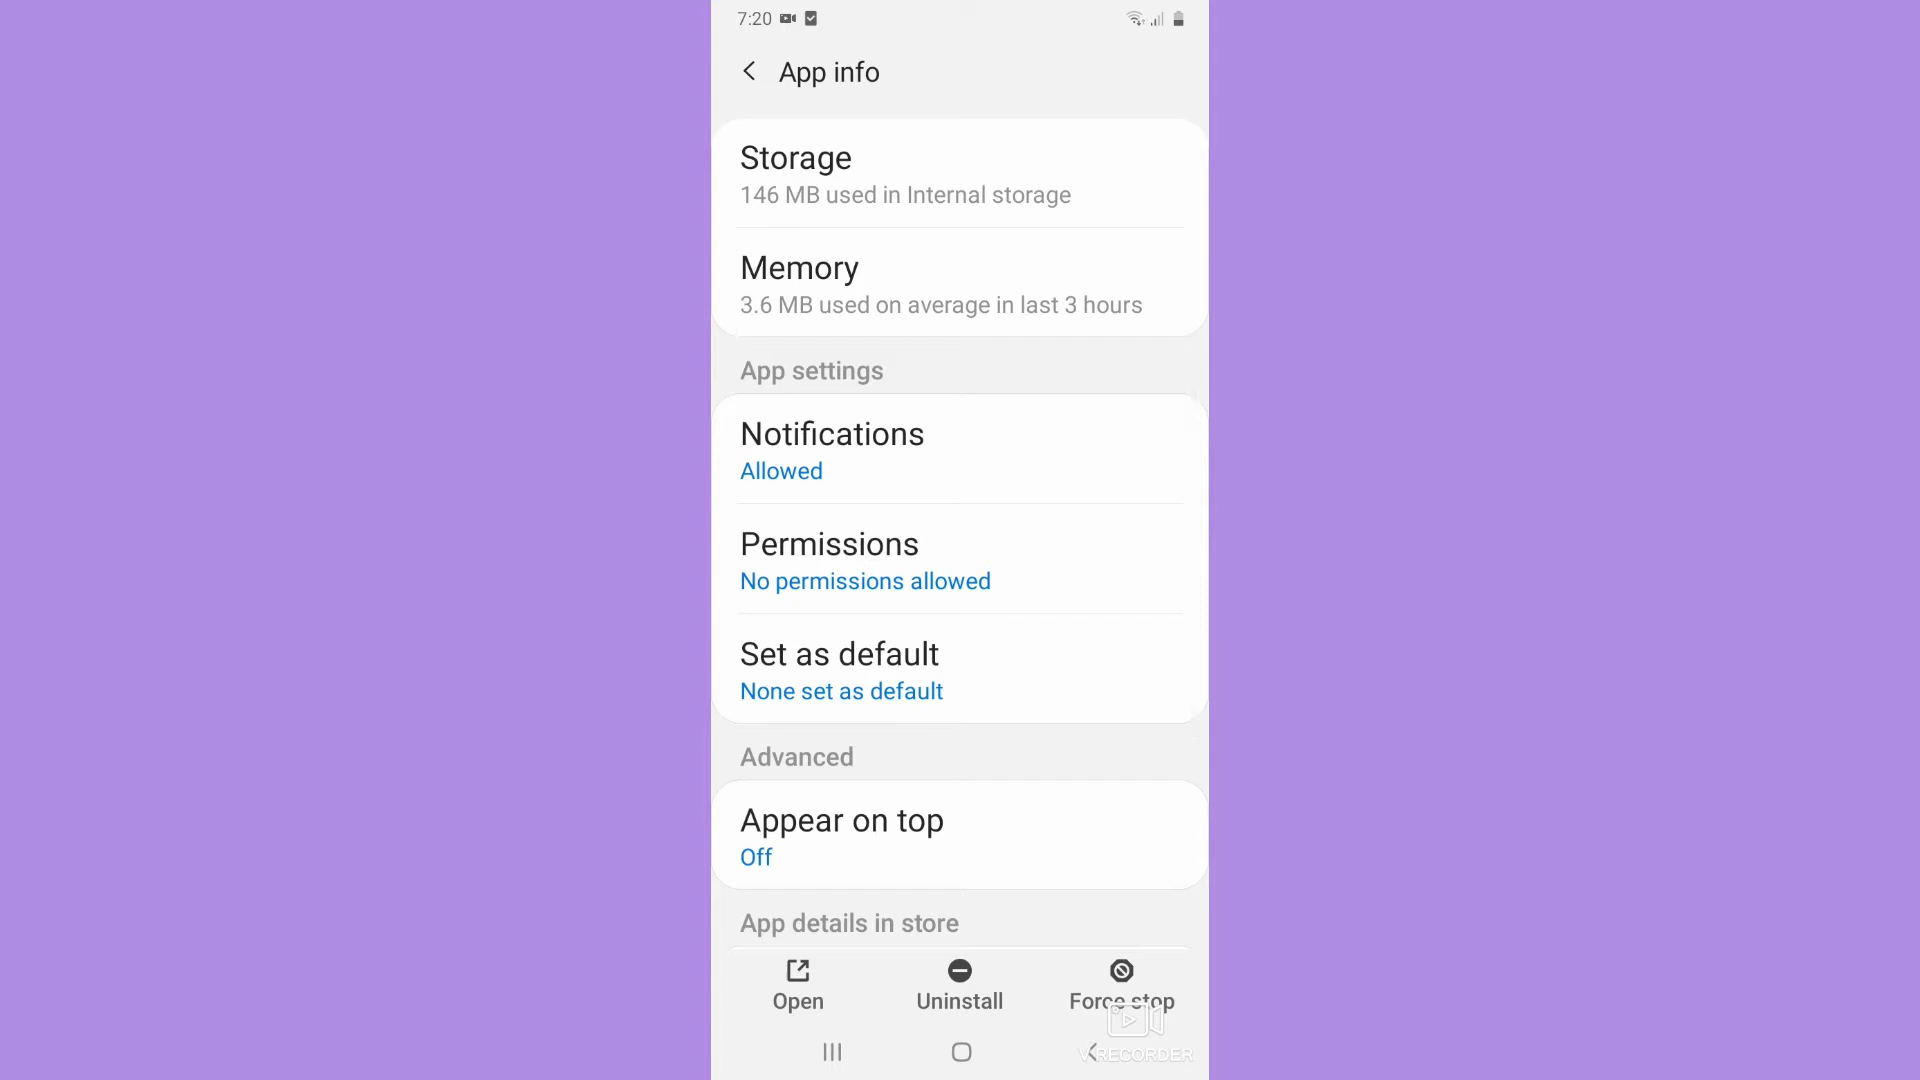 7:20
App info
Storage
146 MB used in Internal storage
Memory
3.6 MB used on average in last 3 hours
App settings
Notifications
Allowed
Permissions
No permissions allowed
Set as default
None set as default
Advanced
Appear on top
Off
App details in store
Open
Uninstall
Force stop
V RECORDER